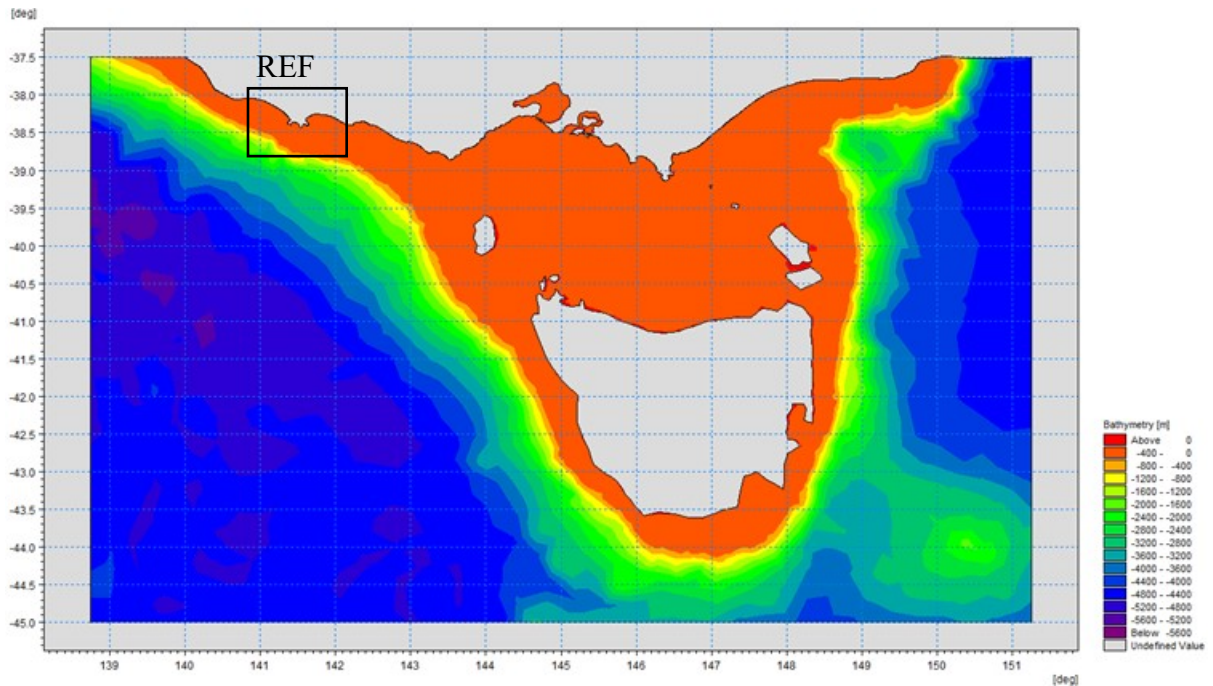 [deg]
-37.5
REF
-38.0
-38.5
-39.0
-39.5
-40.0
-40.5
-41.0
-41.5
-42.0
-42.5
-43.0
-43.5
-44.0
-44.5
-45.0
139 140 141 142 143 144 145 146 147 148 149 150 151
[deg]
Bathymetry [m]
Above 0
-400 - 0
-800 - -400
-1200 - -800
-1600 - -1200
-2000 - -1600
-2400 - -2000
-2800 - -2400
-3200 - -2800
-3600 - -3200
-4000 - -3600
-4400 - -4000
-4800 - -4400
-5200 - -4800
-5600 - -5200
Below -5600
Undefined Value